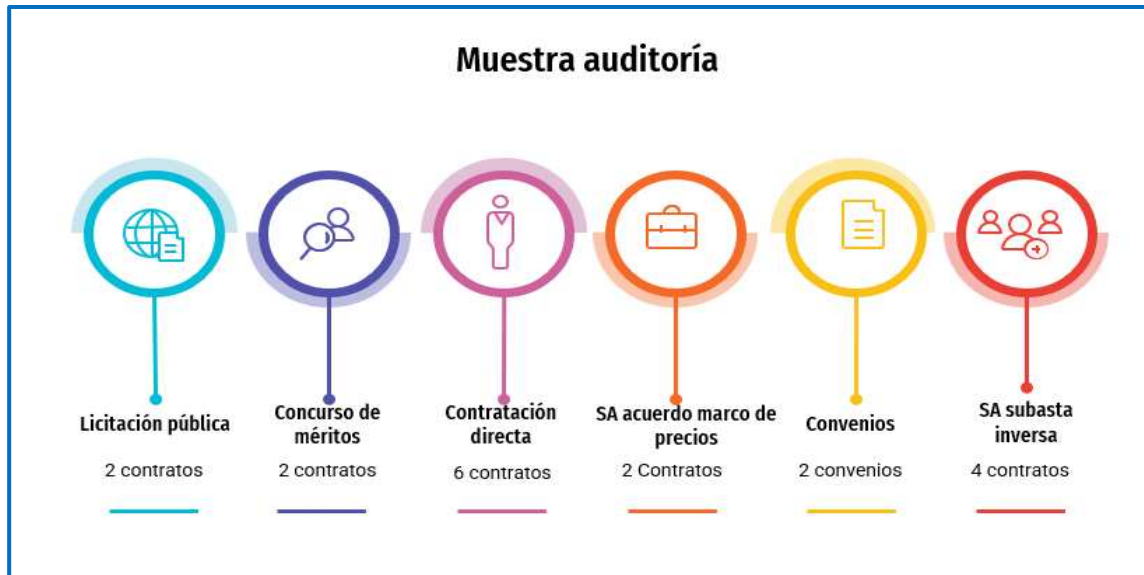 Muestra auditoría
Licitación pública
2 contratos
Concurso de
méritos
2 contratos
Contratación
directa
6 contratos
SA acuerdo marco de
precios
2 Contratos
Convenios
2 convenios
SA subasta
inversa
4 contratos